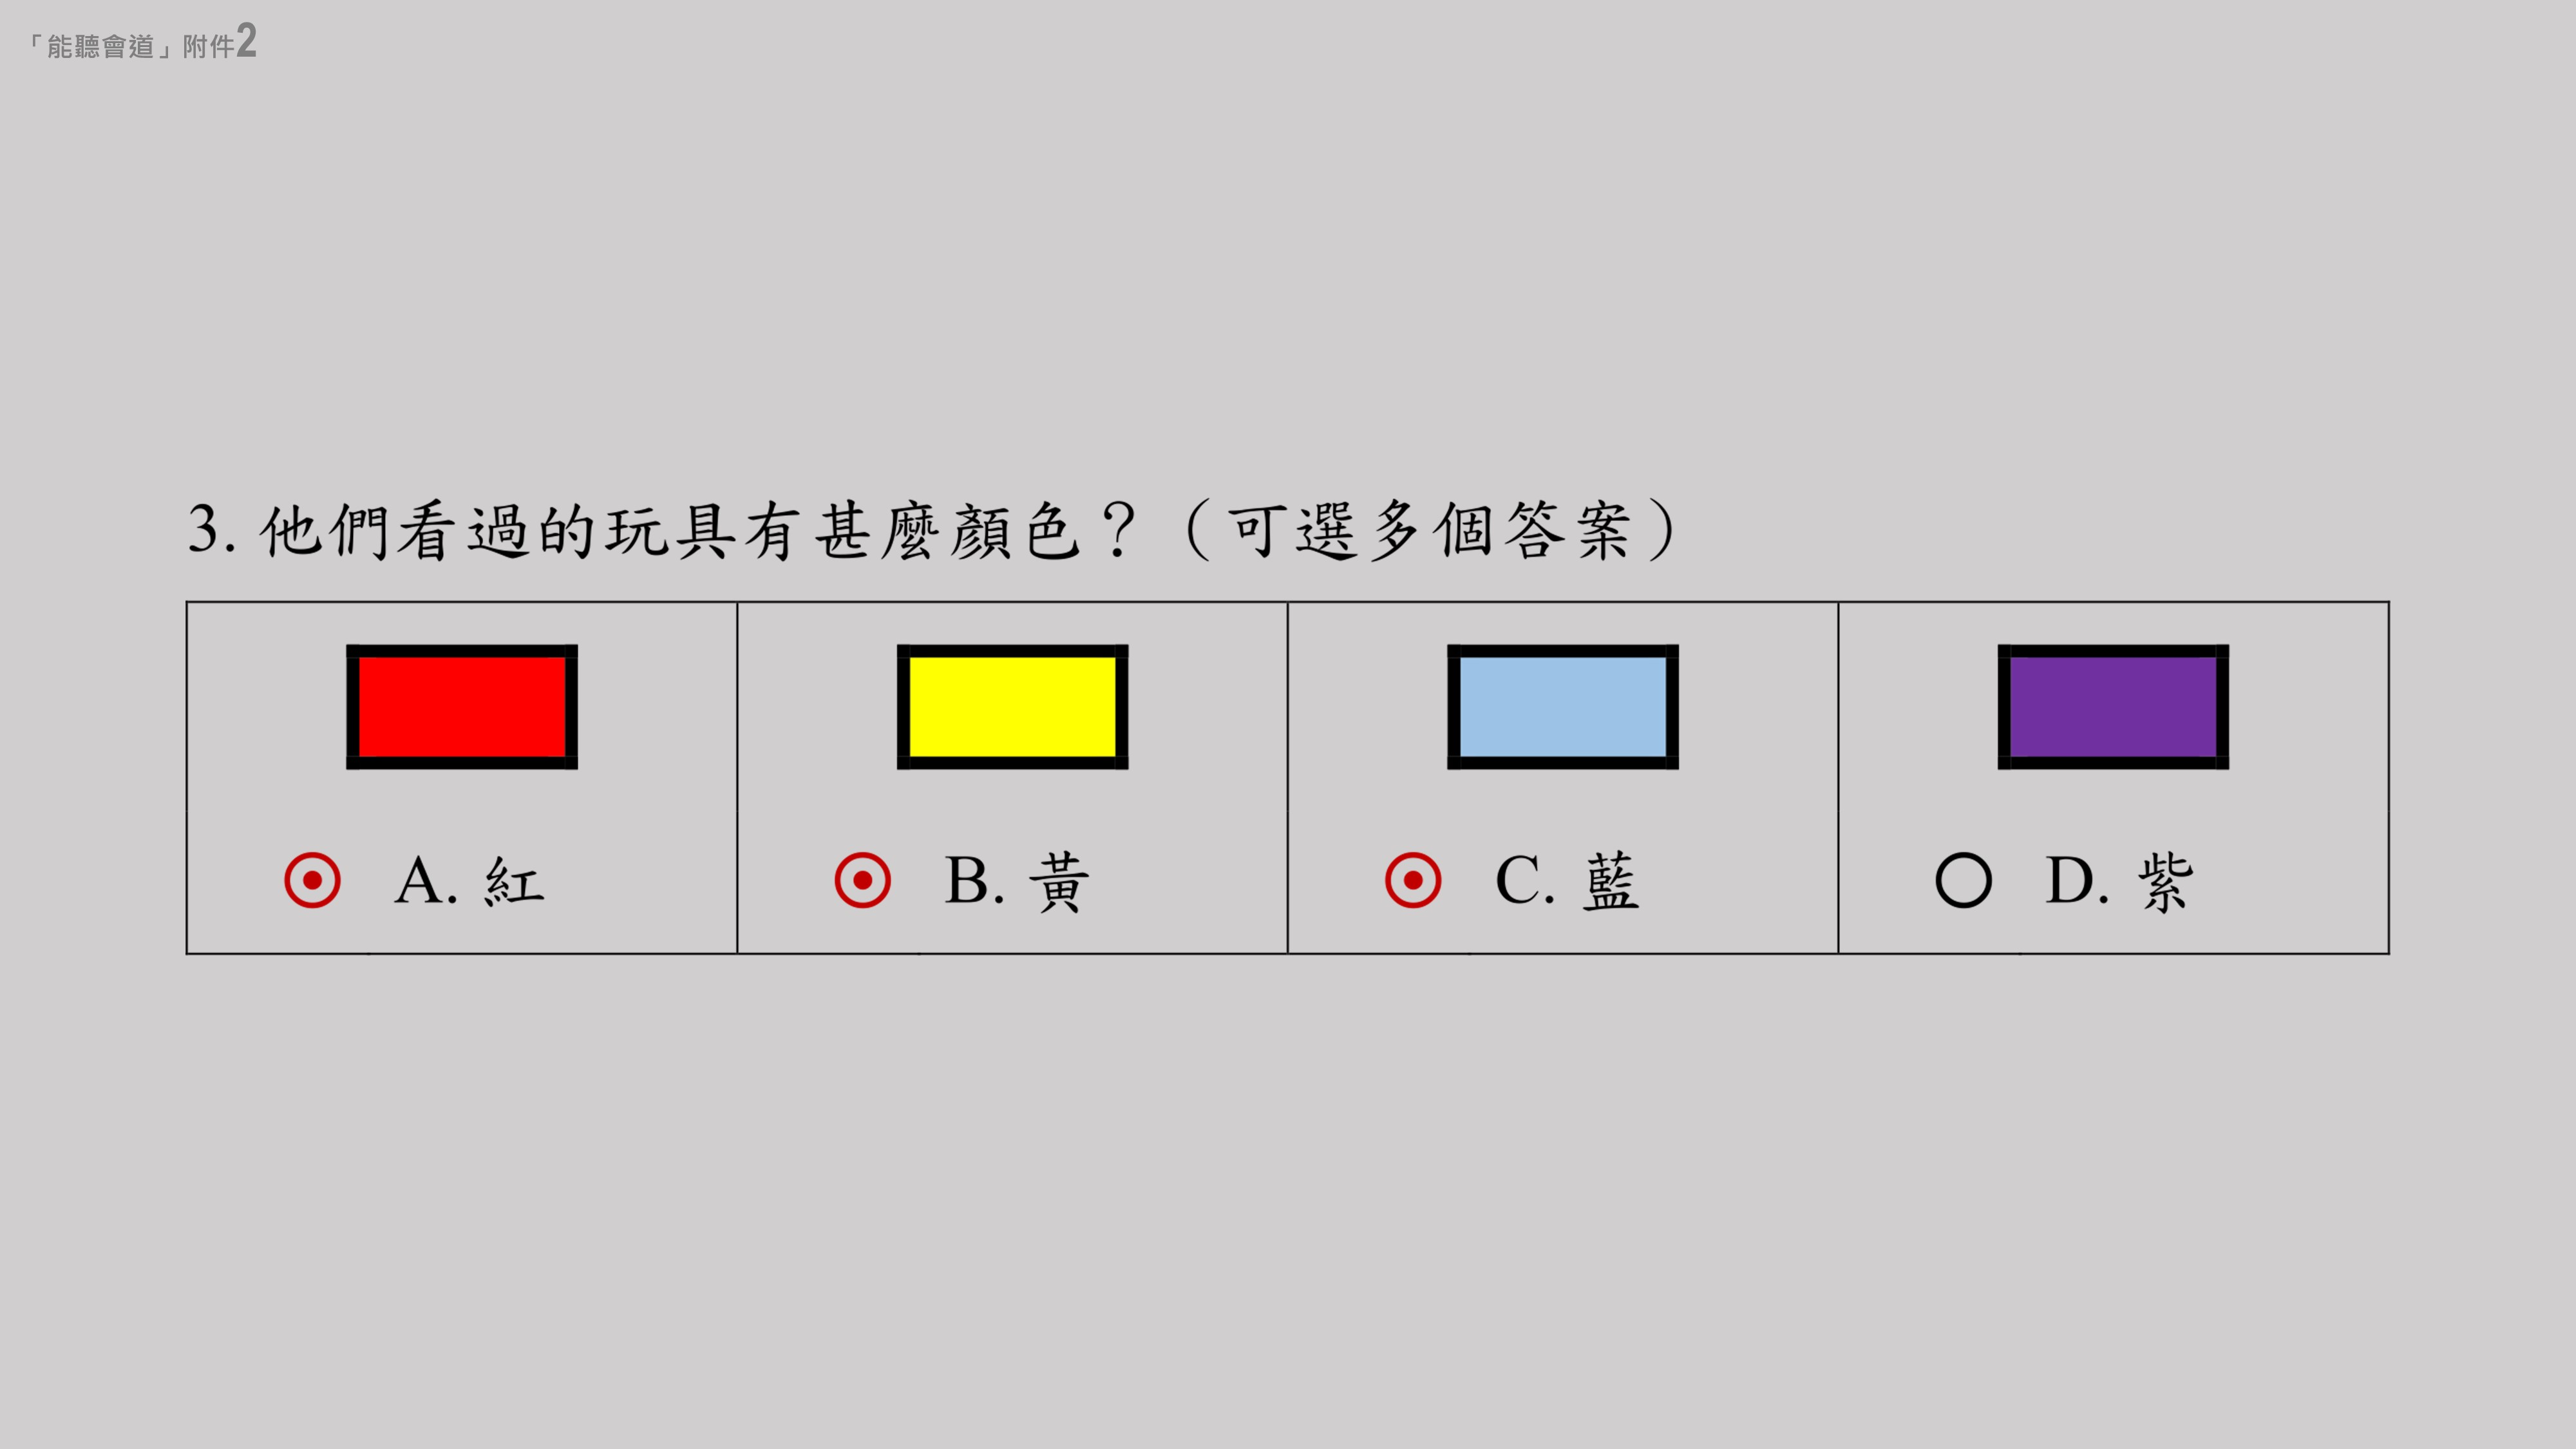 「能聽會道」附件2
3. 他們看過的玩具有甚麼顏色？（可選多個答案）
A. 紅
B. 黃
C. 藍
D. 紫